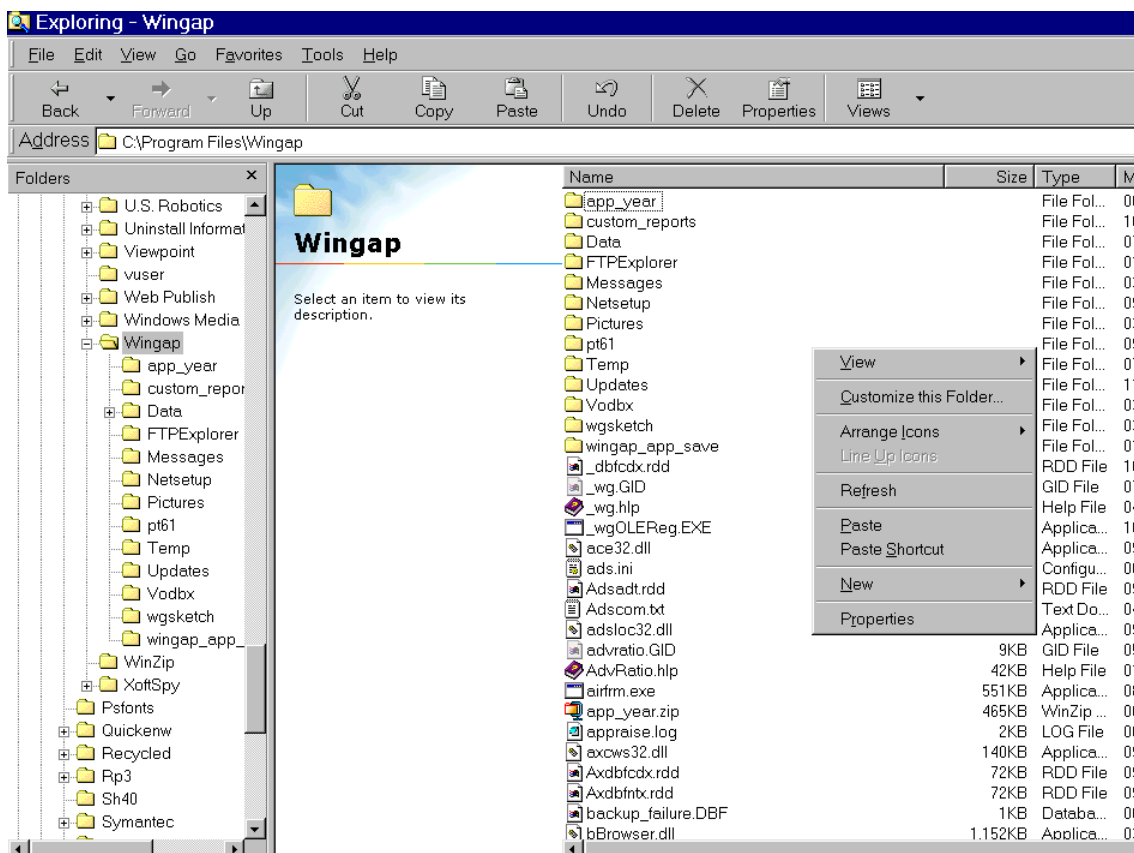 Exploring - Wingap
File Edit View Go Favorites Tools Help
Back Forward Up Cut Copy Paste Undo Delete Properties Views
Address C:\Program Files\Wingap
Folders x
U.S. Robotics
Uninstall Informat
Viewpoint
vuser
Web Publish
Windows Media
Wingap
app_year
custom_repor
Data
FTPExplorer
Messages
Netsetup
Pictures
pt61
Temp
Updates
Vodbx
wgsketch
wingap_app_
WinZip
XoftSpy
Psfonts
Quickenw
Recycled
Rp3
Sh40
Symantec
Wingap
Select an item to view its
description.
Name Size Type M
app_year File Fol... 
custom_reports File Fol... 
Data File Fol... 
FTPExplorer File Fol... 
Messages File Fol... 
Netsetup File Fol... 
Pictures File Fol... 
pt61 File Fol... 
Temp File Fol... 
Updates File Fol... 
Vodbx File Fol... 
wgsketch File Fol... 
wingap_app_save File Fol... 
_dbfcdx.rdd RDD File
_wg.GID GID File
_wg.hlp Help File
_wgOLEReg.EXE Applica...
ace32.dll Applica...
ads.ini Configu...
Adsadt.rdd RDD File
Adscom.txt Text Do...
adsloc32.dll Applica...
advratio.GID 9KB GID File
AdvRatio.hlp 42KB Help File
airfrm.exe 551KB Applica...
app_year.zip 465KB WinZip ...
appraise.log 2KB LOG File
axcws32.dll 140KB Applica...
Axdbfcdx.rdd 72KB RDD File
Axdbfntx.rdd 72KB RDD File
backup_failure.DBF 1KB Databa...
bBrowser.dll 1,152KB Applica...
View
Customize this Folder...
Arrange Icons
Line Up Icons
Refresh
Paste
Paste Shortcut
New
Properties